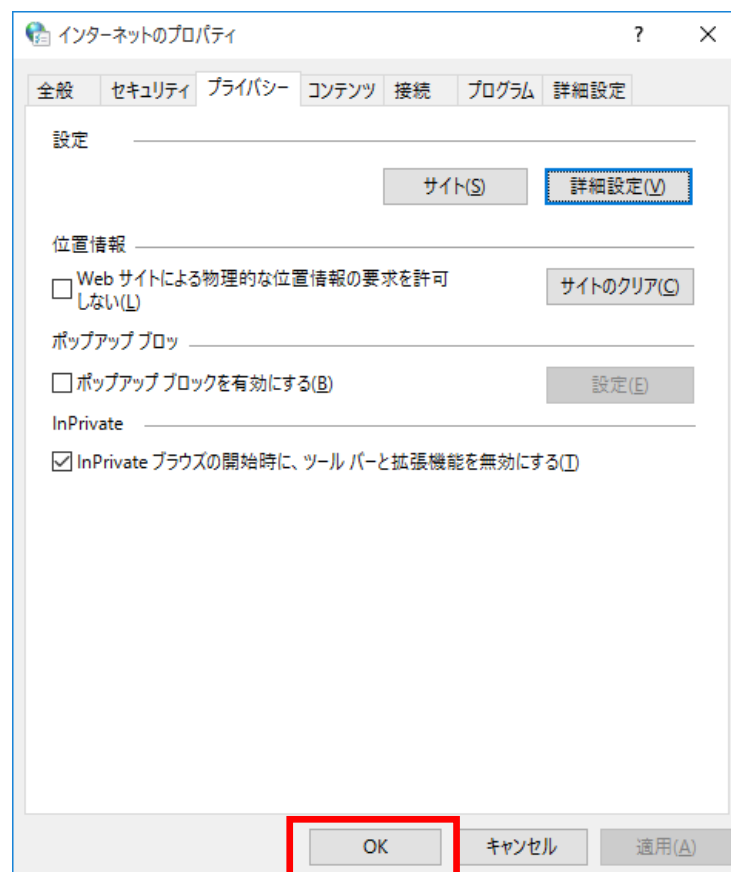 インターネットのプロパティ ?
全般 セキュリティ プライバシー コンテンツ 接続 プログラム 詳細設定
設定
サイト(S) 詳細設定(V)
位置情報
Web サイトによる物理的な位置情報の要求を許可
しない(L)
サイトのクリア(C)
ポップアップ ブロッ
ポップアップ ブロックを有効にする(B)
設定(E)
InPrivate
InPrivate ブラウズの開始時に、ツール バーと拡張機能を無効にする(T)
OK キャンセル 適用(A)